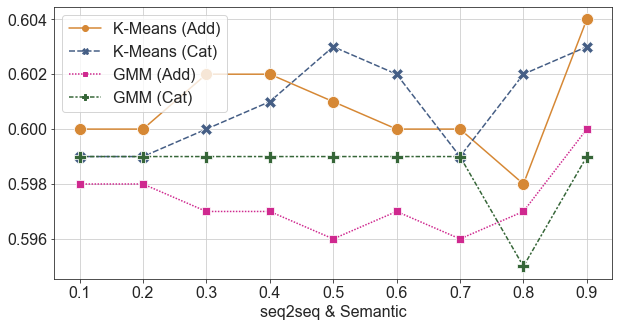 0.604
0.602
0.600
0.598
0.596
K-Means (Add)
K-Means (Cat)
GMM (Add)
GMM (Cat)
0.1 0.2 0.3 0.4 0.5 0.6 0.7 0.8 0.9
seq2seq & Semantic